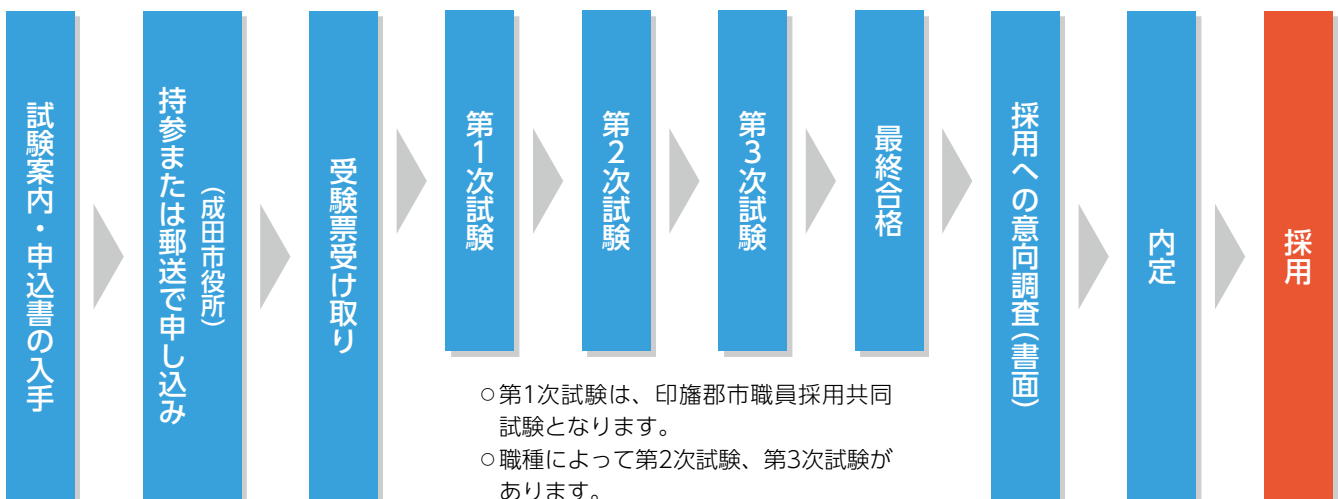 試験案内・申込書の入手
持参または郵送で申し込み
（成田市役所）
受験票受け取り
第1次試験
第2次試験
第3次試験
最終合格
採用への意向調査（書面）
内定
採用
○第1次試験は、印旛郡市職員採用共同
試験となります。
○職種によって第2次試験、第3次試験が
あります。